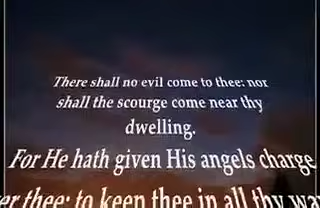 There shall no evil come to thee: nor
shall the scourge come near thy
dwelling.
For He hath given His angels charge
thee: to keep thee in all thy